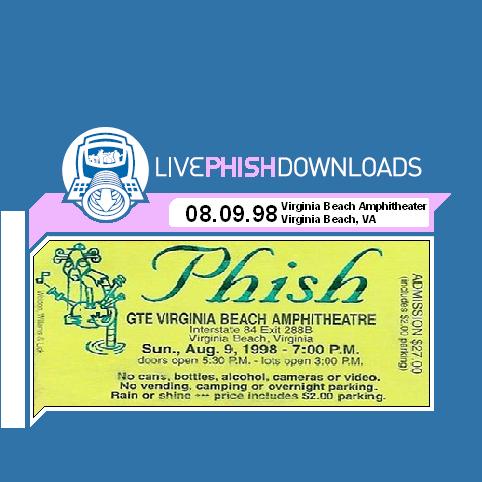 LIVEPHISHDOWNLOADS
08.09.98
Virginia Beach Amphitheater
Virginia Beach, VA
Phish
GTE VIRGINIA BEACH AMPHITHEATRE
Interstate 64 Exit 288B
Virginia Beach, Virginia
Sun., Aug. 9, 1998 - 7:00 P.M.
doors open 5:30 P.M. - lots open 3:00 P.M.
No cans, bottles, alcohol, cameras or video.
No vending, camping or overnight parking.
Rain or shine --- price includes $2.00 parking.
ADMISSION $27.00
(includes $2.00 parking)